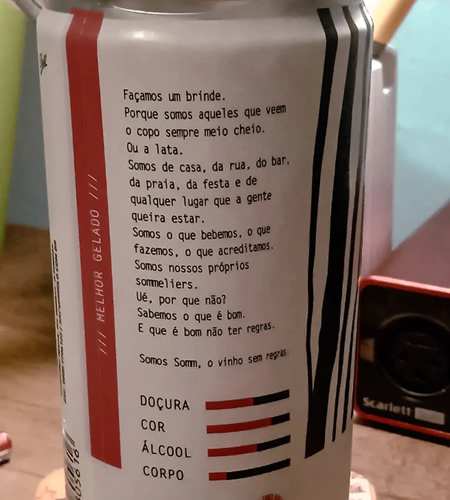 Façamos um brinde.
Porque somos aqueles que veem
o copo sempre meio cheio.
Ou a lata.
Somos de casa, da rua, do bar,
da praia, da festa e de
qualquer lugar que a gente
queira estar.
Somos o que bebemos, o que
fazemos, o que acreditamos.
Somos nossos próprios
sommeliers.
Ué, por que não?
Sabemos o que é bom.
E que é bom não ter regras.
Somos Somm, o vinho sem regras
DOÇURA
COR
ÁLCOOL
CORPO
/// MELHOR GELADO ///
Scarlett